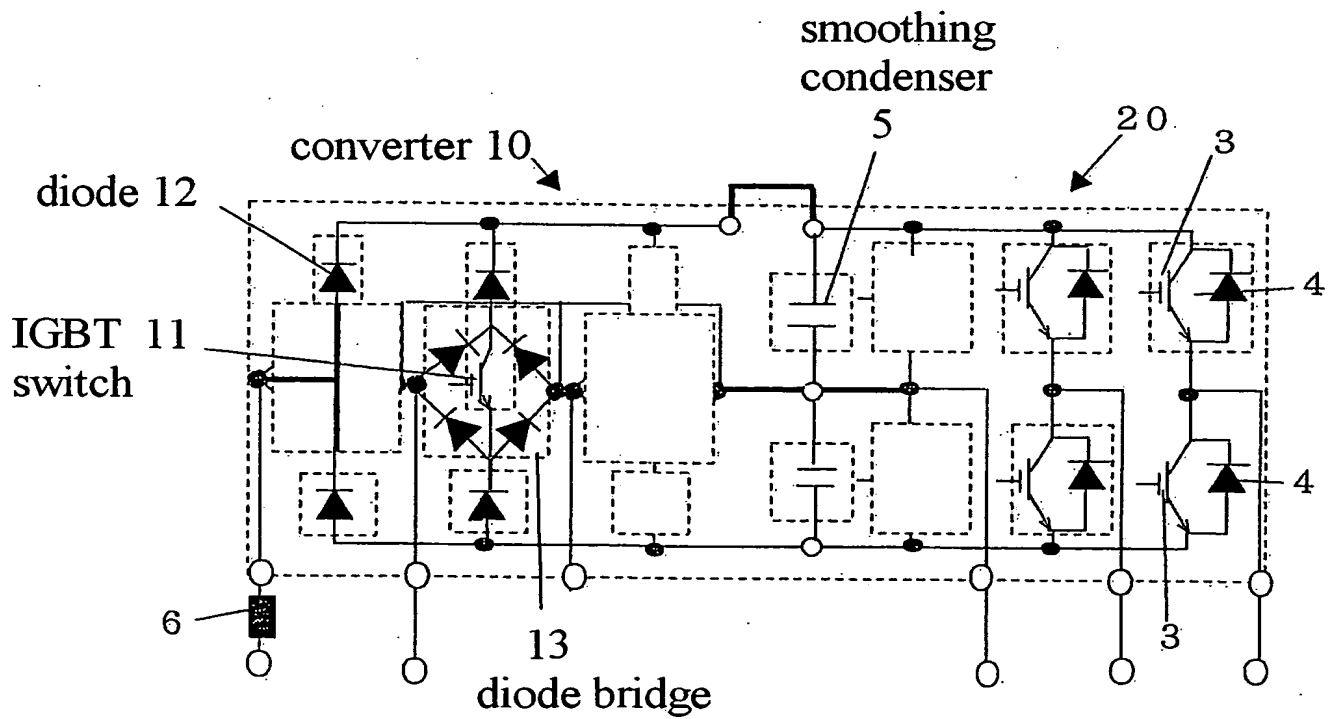 smoothing
condenser
5
20
3
converter 10
diode 12
4
IGBT 11
switch
4
6
13
3
diode bridge